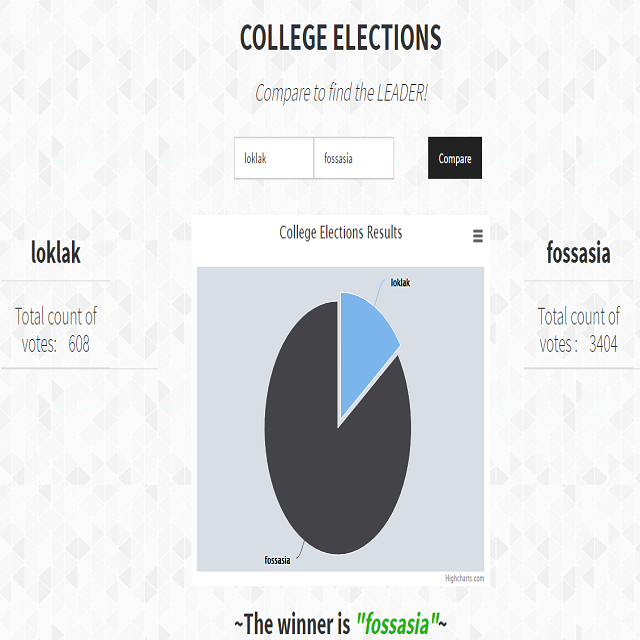 COLLEGE ELECTIONS
Compare to find the LEADER!
loklak fossasia Compare
College Elections Results
loklak
Total count of
votes: 608
fossasia
Total count of
votes : 3404
loklak
fossasia
Highcharts.com
~The winner is "fossasia"~